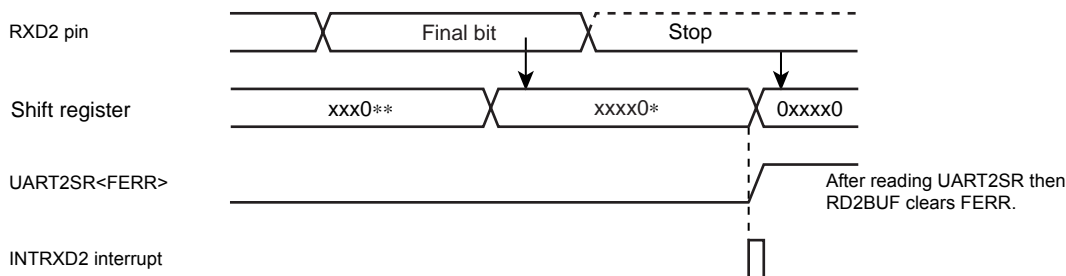 RXD2 pin
Final bit
Stop
Shift register
xxx0**
xxxx0*
0xxxx0
UART2SR<FERR>
After reading UART2SR then
RD2BUF clears FERR.
INTRXD2 interrupt